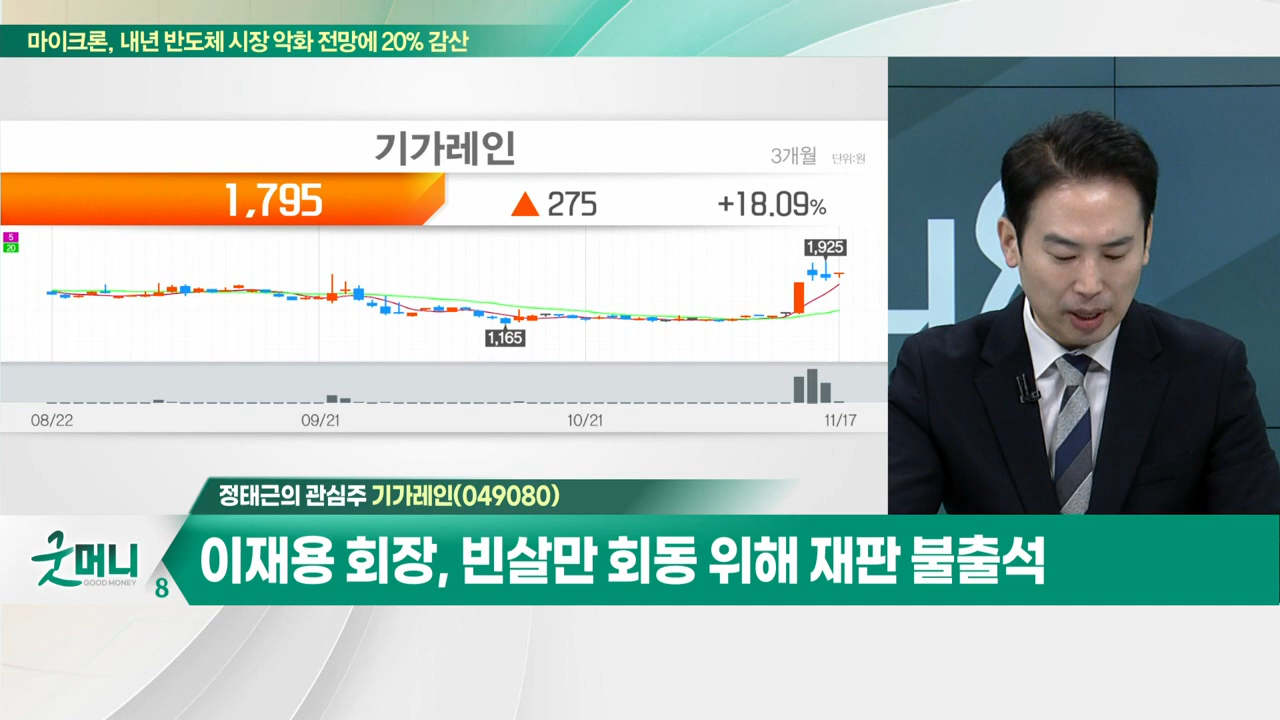 마이크론, 내년 반도체 시장 악화 전망에 20% 감산
기가레인
3개월 단위:원
1,795 ▲ 275 +18.09%
5
20
1,925
1,165
08/22 09/21 10/21 11/17
정태근의 관심주 기가레인(049080)
굿머니
GOOD MONEY
8
이재용 회장, 빈살만 회동 위해 재판 불출석